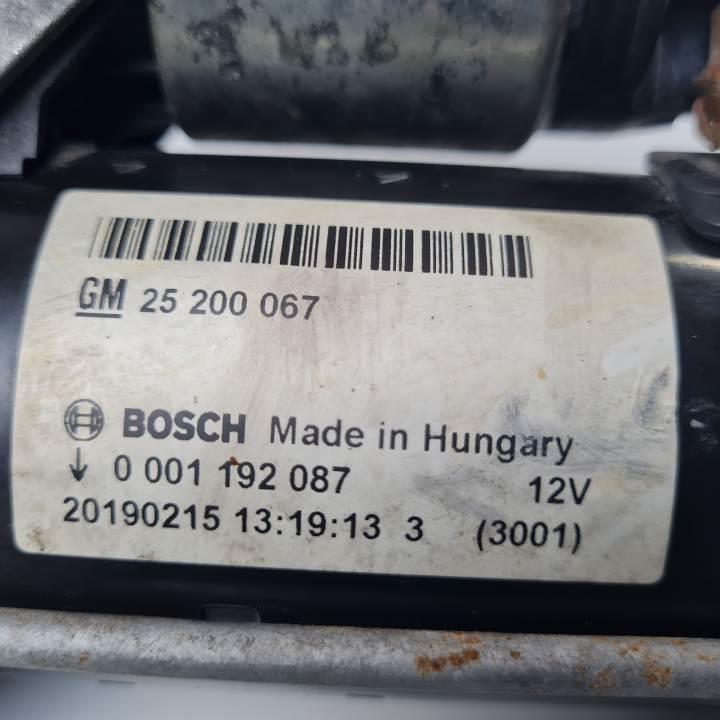 GM 25 200 067
BOSCH Made in Hungary
↓ 0 001 192 087 12V
20190215 13:19:13 3 (3001)